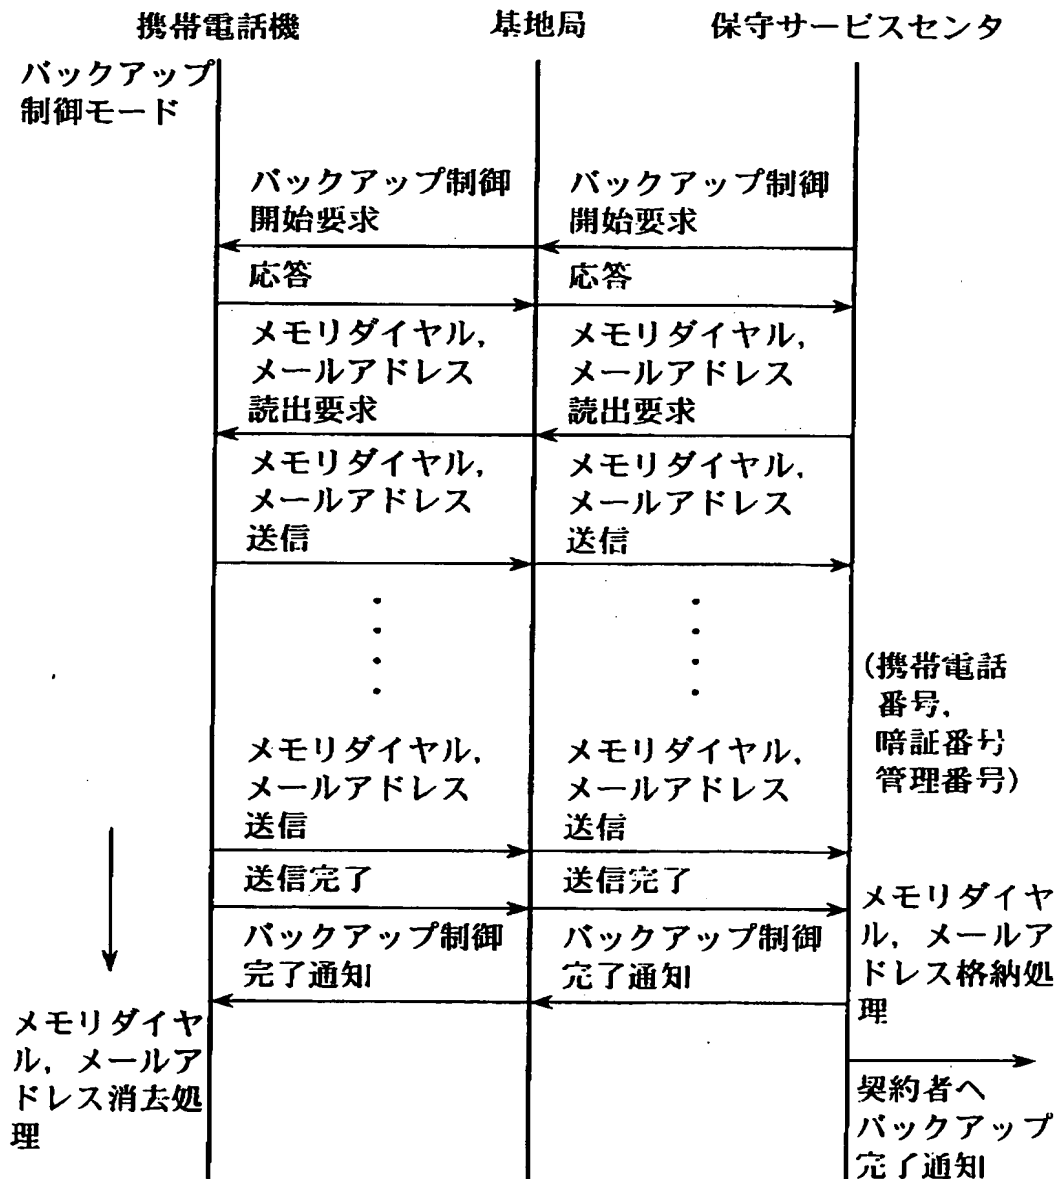 携帯電話機
基地局
保守サービスセンタ
バックアップ
制御モード
バックアップ制御
開始要求
バックアップ制御
開始要求
応答
応答
メモリダイヤル,
メールアドレス
読出要求
メモリダイヤル,
メールアドレス
読出要求
メモリダイヤル,
メールアドレス
送信
メモリダイヤル,
メールアドレス
送信
(携帯電話
番号,
暗証番号
管理番号)
メモリダイヤル,
メールアドレス
送信
メモリダイヤル,
メールアドレス
送信
送信完了
送信完了
メモリダイヤ
ル, メールア
ドレス格納処
理
バックアップ制御
完了通知
バックアップ制御
完了通知
メモリダイヤ
ル, メールア
ドレス消去処
理
契約者へ
バックアップ
完了通知